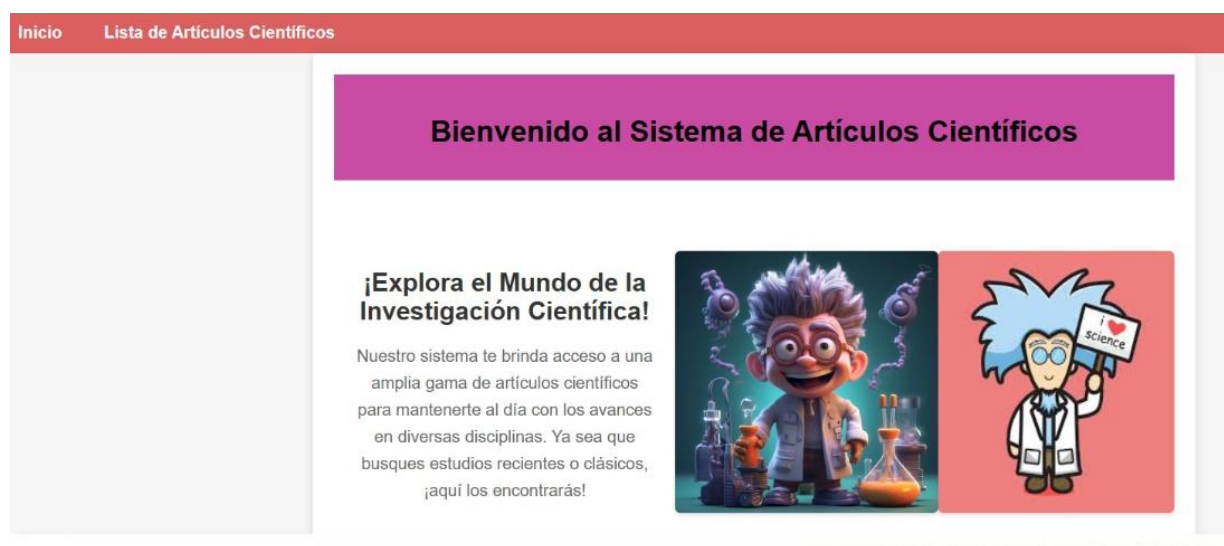 Inicio Lista de Artículos Científicos
Bienvenido al Sistema de Artículos Científicos
¡Explora el Mundo de la
Investigación Científica!
Nuestro sistema te brinda acceso a una
amplia gama de artículos científicos
para mantenerte al día con los avances
en diversas disciplinas. Ya sea que
busques estudios recientes o clásicos,
¡aquí los encontrarás!
i ❤
science